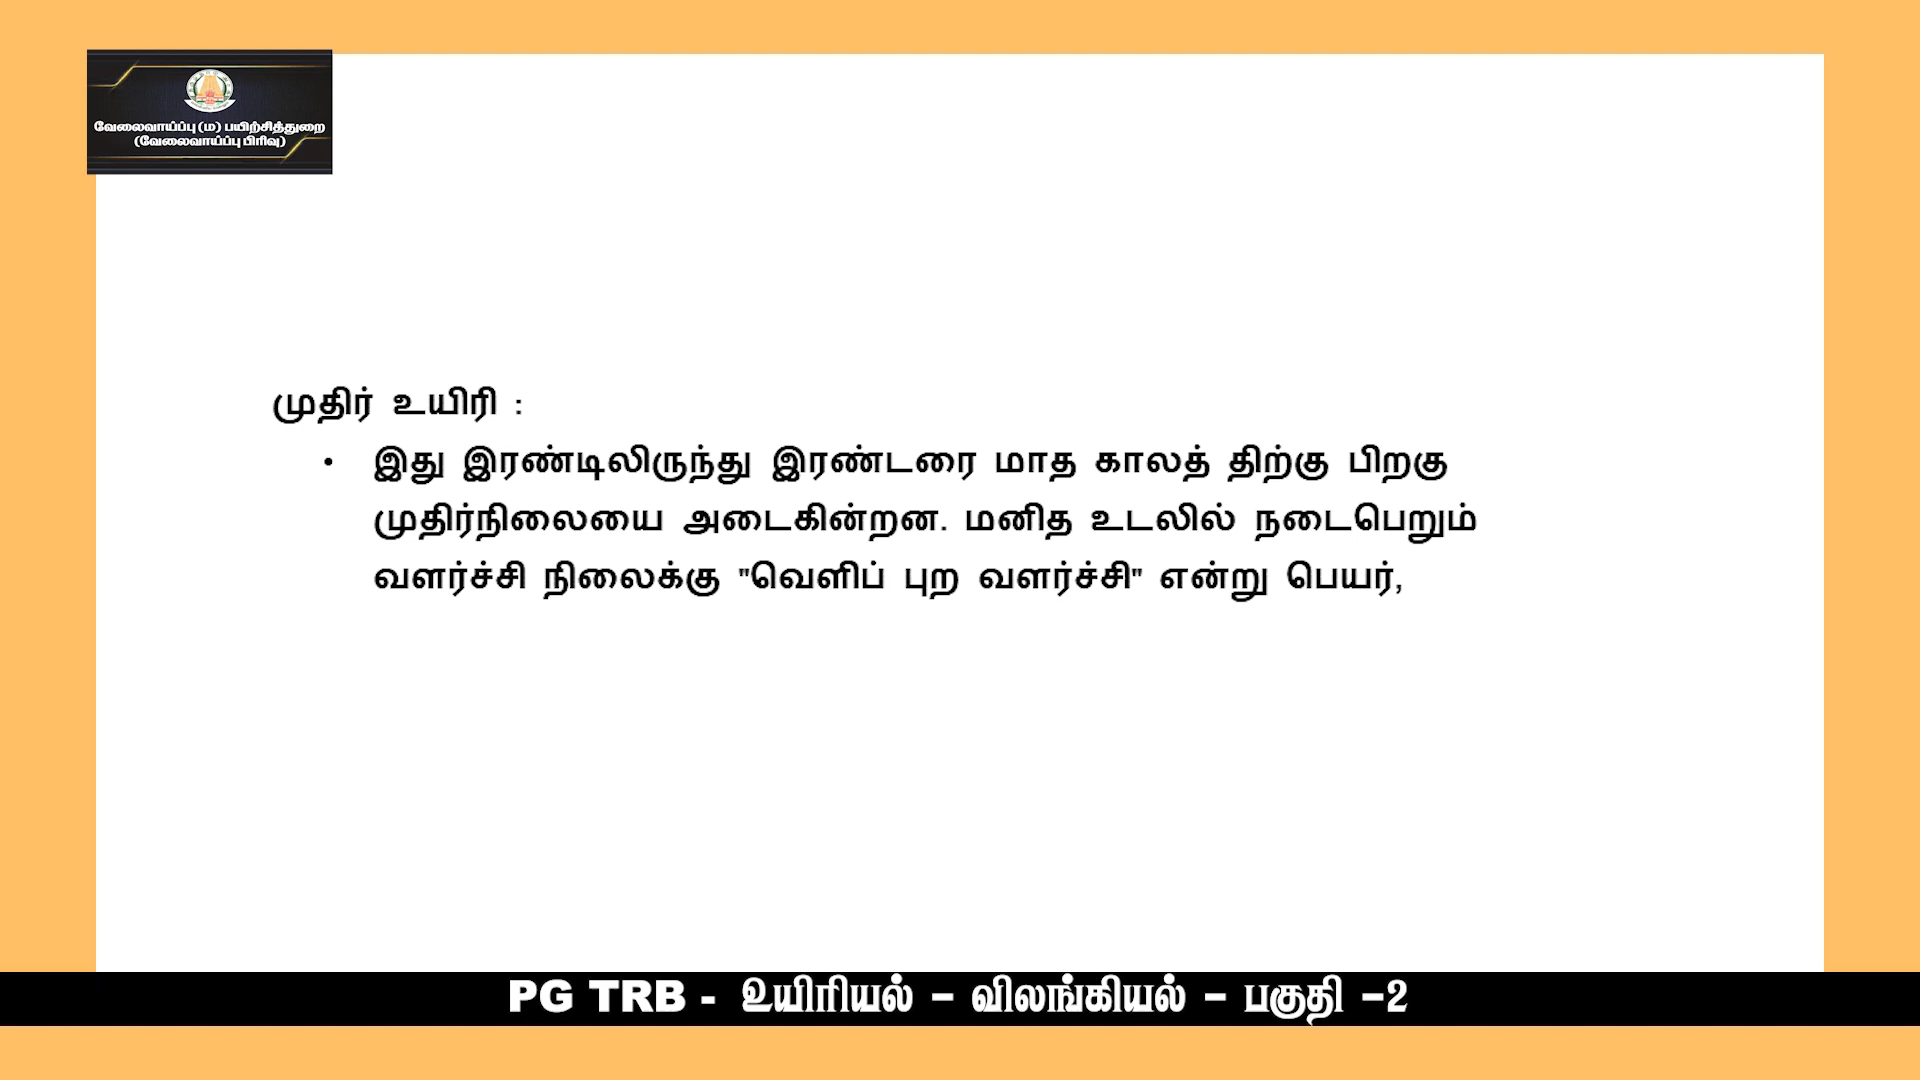 வேலைவாய்ப்பு (ம) பயிற்சித்துறை
(வேலைவாய்ப்பு பிரிவு)
முதிர் உயிரி :
• இது இரண்டிலிருந்து இரண்டரை மாத காலத் திற்கு பிறகு
முதிர்நிலையை அடைகின்றன. மனித உடலில் நடைபெறும்
வளர்ச்சி நிலைக்கு "வெளிப் புற வளர்ச்சி" என்று பெயர்,
PG TRB - உயிரியல் – விலங்கியல் – பகுதி –2